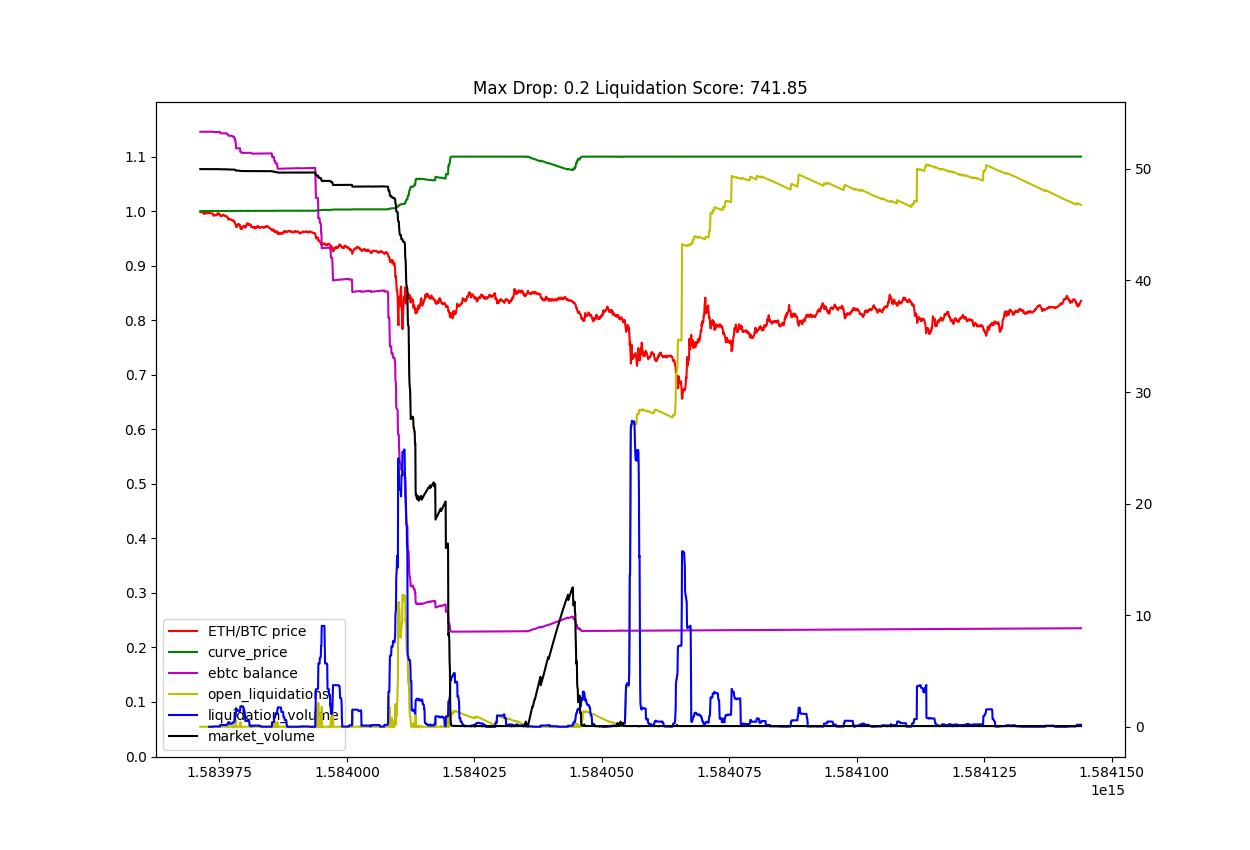 Max Drop: 0.2 Liquidation Score: 741.85
1.1
1.0
0.9
0.8
0.7
0.6
0.5
0.4
0.3
0.2
0.1
0.0
50
40
30
20
10
0
ETH/BTC price
curve_price
ebtc balance
open_liquidations
liquidation_volume
market_volume
1.583975 1.584000 1.584025 1.584050 1.584075 1.584100 1.584125 1.584150
1e15